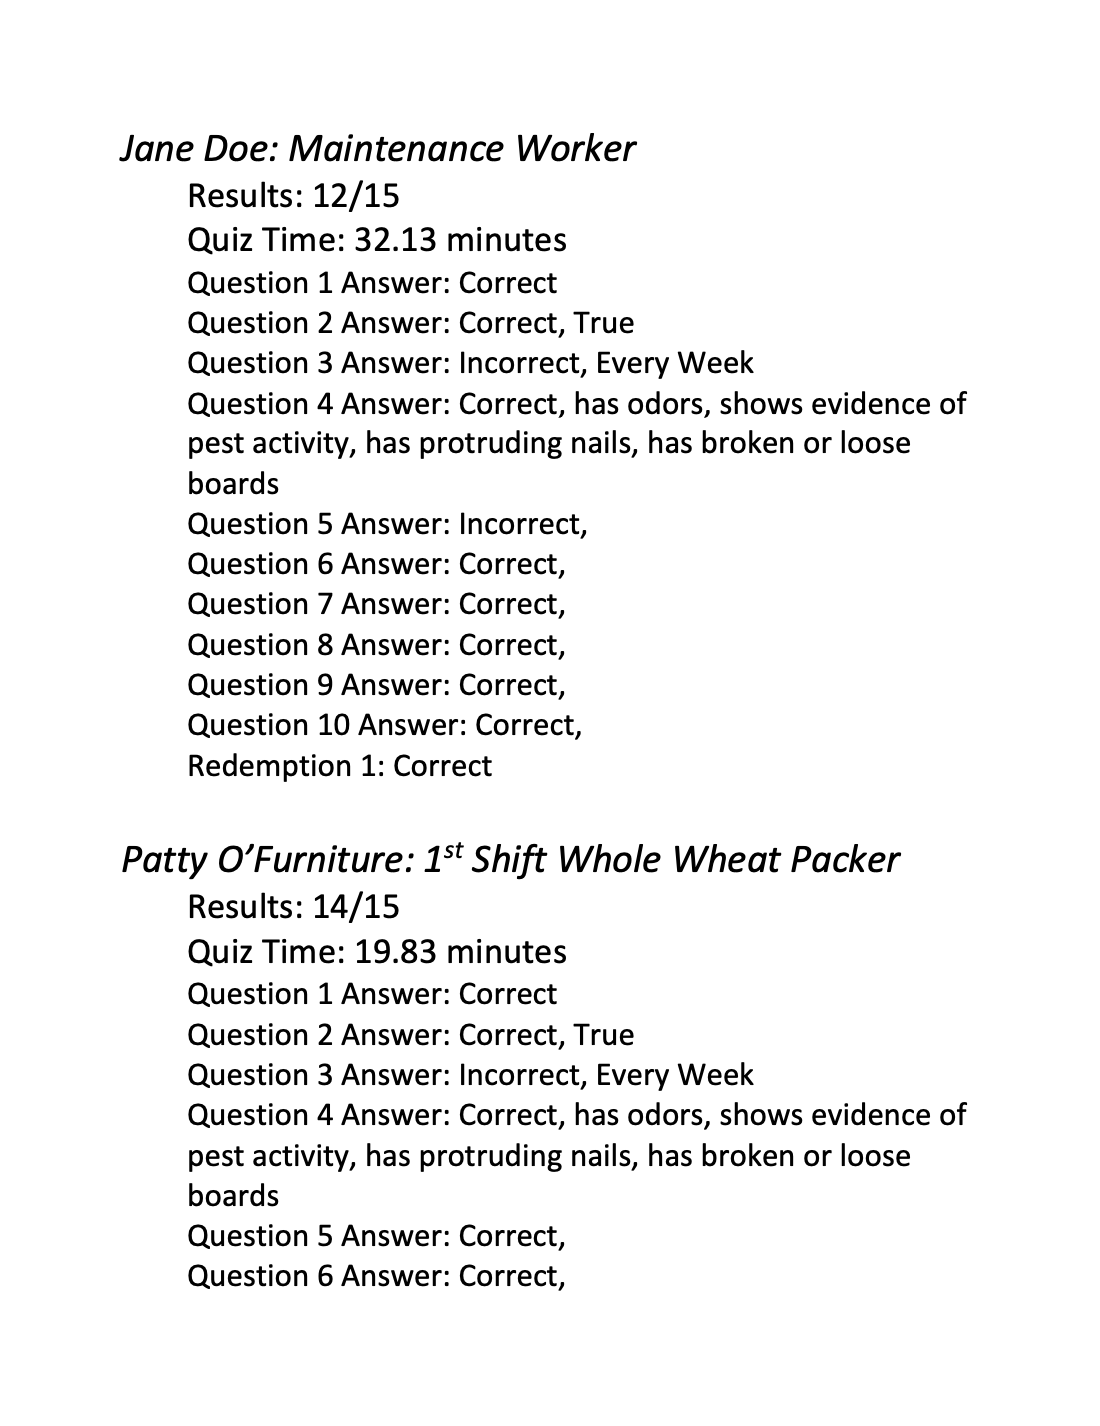 Jane Doe: Maintenance Worker
Results: 12/15
Quiz Time: 32.13 minutes
Question 1 Answer: Correct
Question 2 Answer: Correct, True
Question 3 Answer: Incorrect, Every Week
Question 4 Answer: Correct, has odors, shows evidence of
pest activity, has protruding nails, has broken or loose
boards
Question 5 Answer: Incorrect,
Question 6 Answer: Correct,
Question 7 Answer: Correct,
Question 8 Answer: Correct,
Question 9 Answer: Correct,
Question 10 Answer: Correct,
Redemption 1: Correct
Patty O’Furniture: 1st Shift Whole Wheat Packer
Results: 14/15
Quiz Time: 19.83 minutes
Question 1 Answer: Correct
Question 2 Answer: Correct, True
Question 3 Answer: Incorrect, Every Week
Question 4 Answer: Correct, has odors, shows evidence of
pest activity, has protruding nails, has broken or loose
boards
Question 5 Answer: Correct,
Question 6 Answer: Correct,